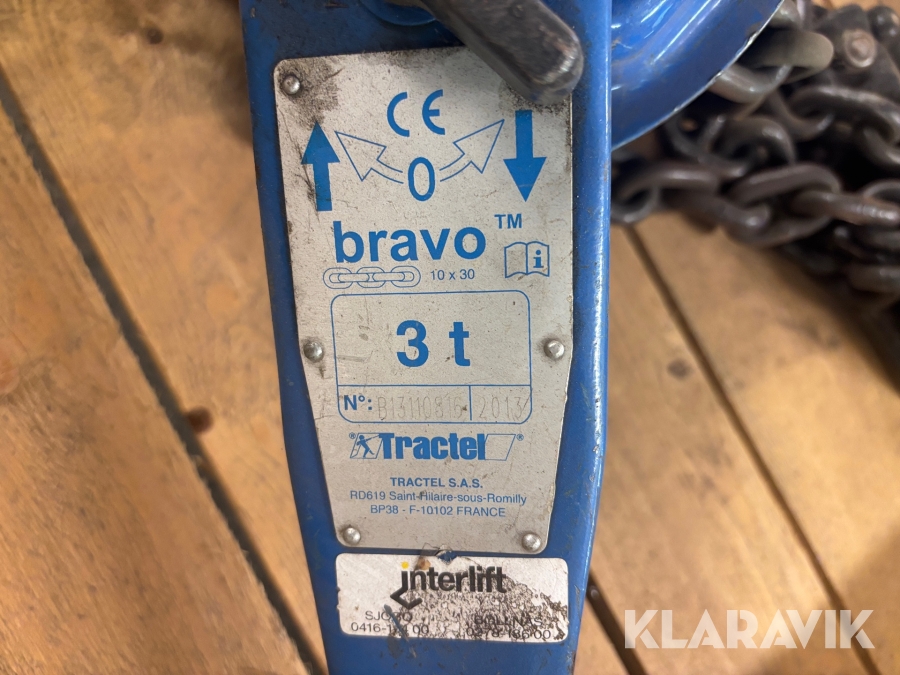 CE
0
bravo™
10 x 30
3 t
N°: B13110816 2013
Tractel®
TRACTEL S.A.S.
RD619 Saint-Hilaire-sous-Romilly
BP38 - F-10102 FRANCE
interlift
KLARAVIK